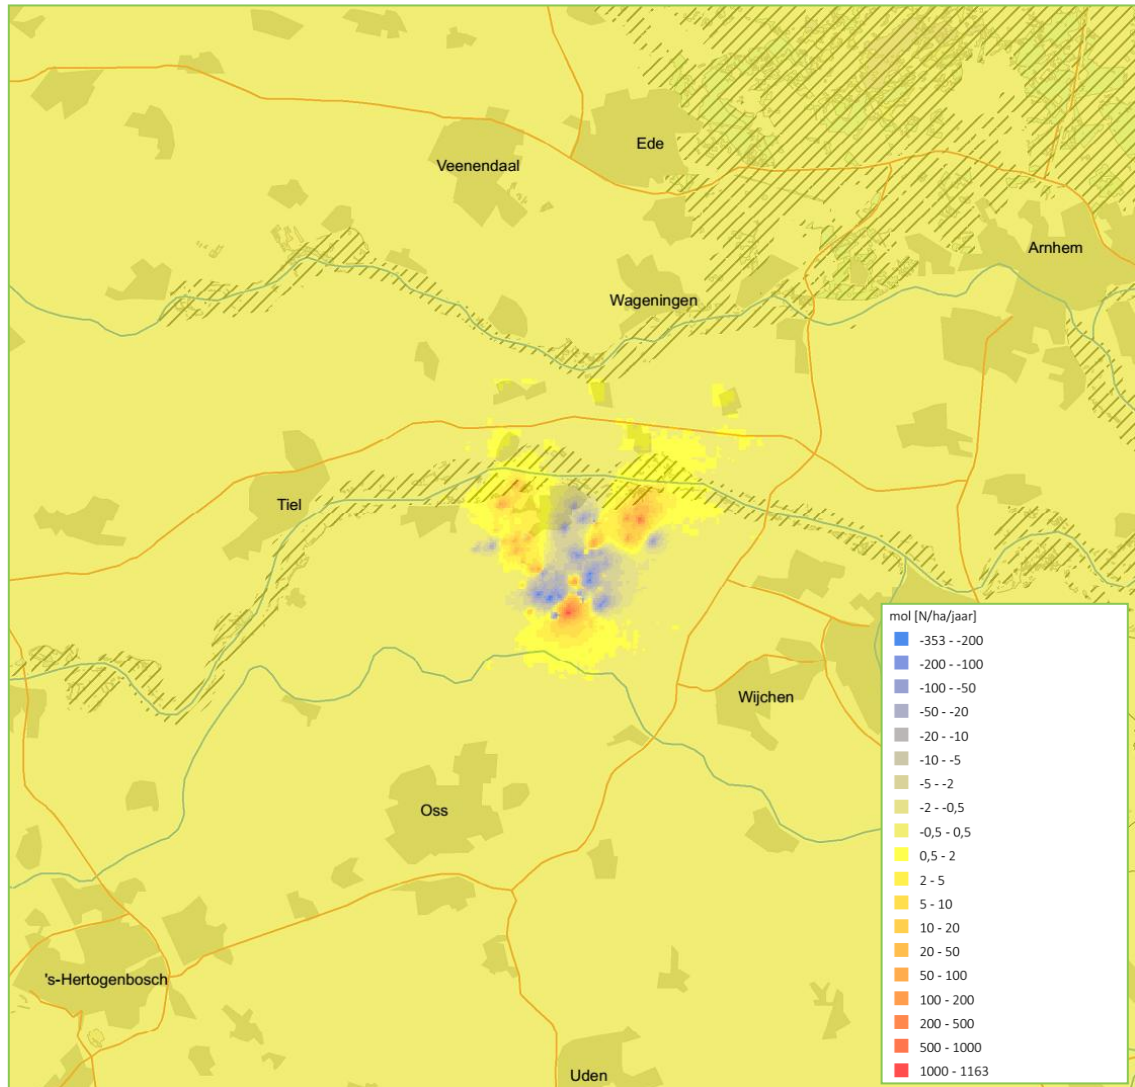 Ede
Veenendaal
Arnhem
Wageningen
Tiel
Wijchen
Oss
's-Hertogenbosch
Uden
mol [N/ha/jaar]
-353 - -200
-200 - -100
-100 - -50
-50 - -20
-20 - -10
-10 - -5
-5 - -2
-2 - -0,5
-0,5 - 0,5
0,5 - 2
2 - 5
5 - 10
10 - 20
20 - 50
50 - 100
100 - 200
200 - 500
500 - 1000
1000 - 1163